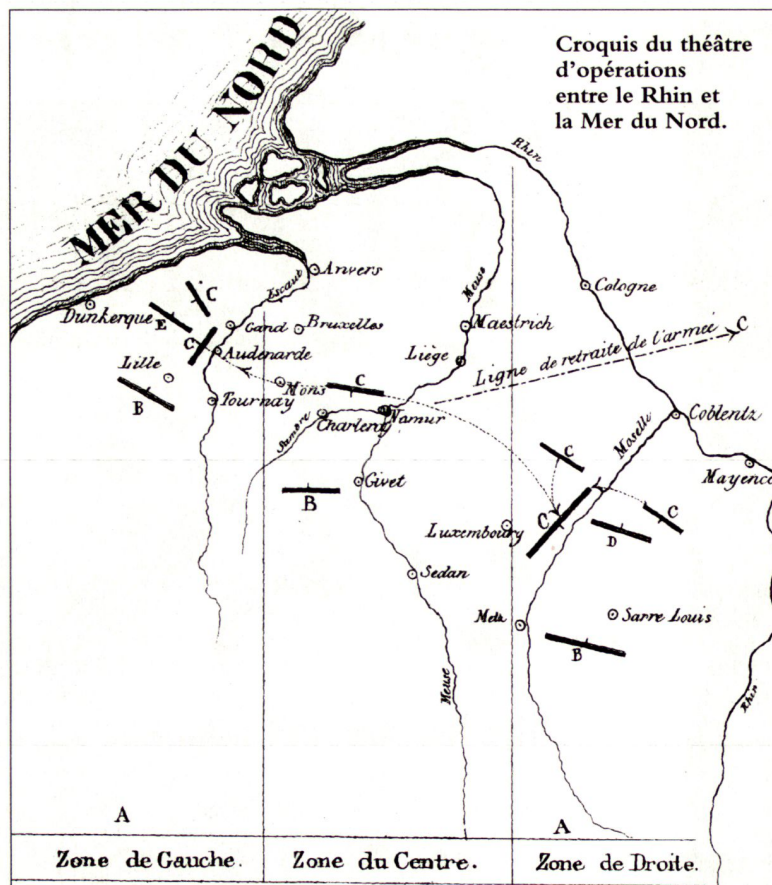 Croquis du théâtre
d'opérations
entre le Rhin et
la Mer du Nord.
MER DU NORD
Rhin
Anvers
Escaut
Meuse
Cologne
C
Dunkerque
E
Gand
Bruxelles
Maestrich
C
Audenarde
Liège
Ligne de retraite de l'armée
C
Lille
Mons
C
B
Tournay
Sambre
Charleroy
Namur
Moselle
Coblentz
C
Mayence
Givet
B
C
C
Luxembourg
D
Sedan
Metz
Sarre Louis
B
Meuse
Rhin
A
A
Zone de Gauche.
Zone du Centre.
Zone de Droite.